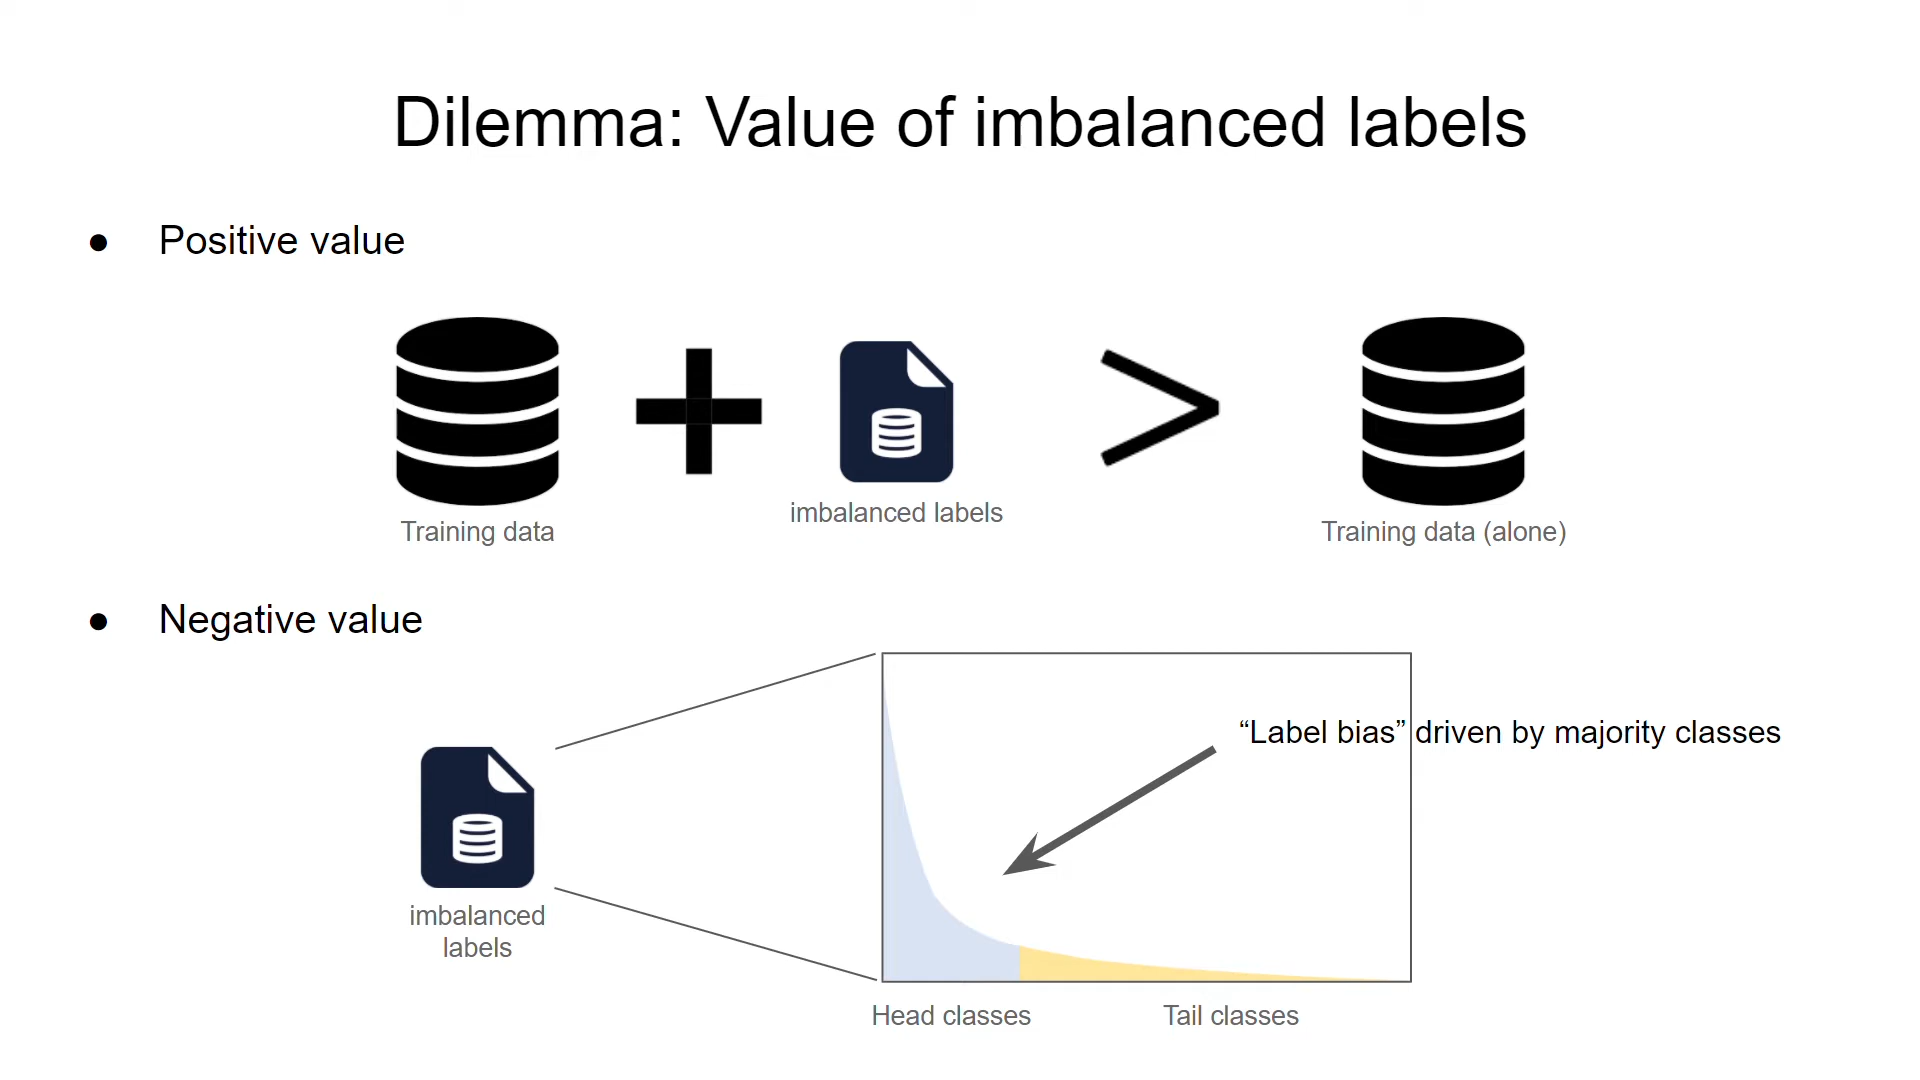 Dilemma: Value of imbalanced labels
● Positive value
Training data
imbalanced labels
Training data (alone)
● Negative value
“Label bias” driven by majority classes
imbalanced
labels
Head classes
Tail classes